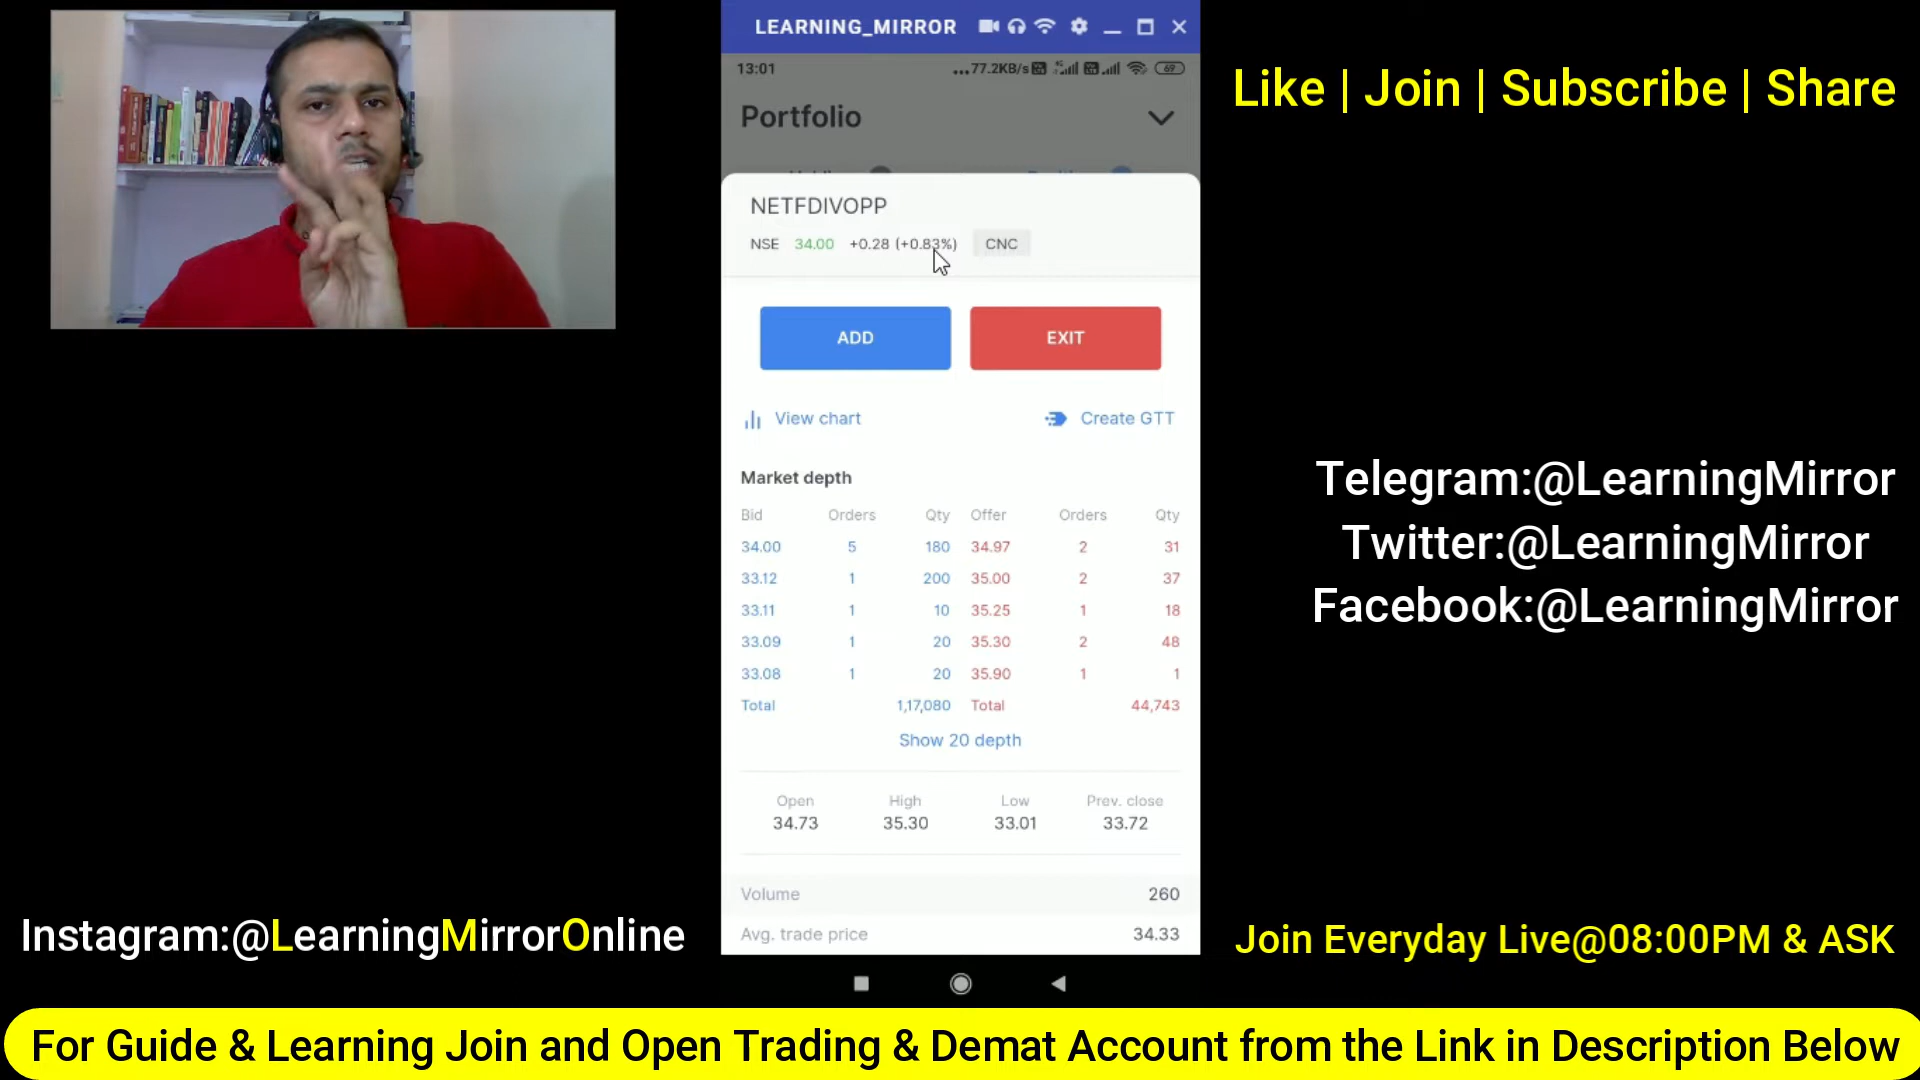 LEARNING_MIRROR
13:01
...77.2KB/s
69
Portfolio
NETFDIVOPP
NSE 34.00 +0.28 (+0.83%) CNC
ADD EXIT
View chart Create GTT
Market depth
Bid Orders Qty Offer Orders Qty
34.00 5 180 34.97 2 31
33.12 1 200 35.00 2 37
33.11 1 10 35.25 1 18
33.09 1 20 35.30 2 48
33.08 1 20 35.90 1 1
Total 1,17,080 Total 44,743
Show 20 depth
Open High Low Prev. close
34.73 35.30 33.01 33.72
Volume 260
Avg. trade price 34.33
Like | Join | Subscribe | Share
Telegram:@LearningMirror
Twitter:@LearningMirror
Facebook:@LearningMirror
Instagram:@LearningMirrorOnline
Join Everyday Live@08:00PM & ASK
For Guide & Learning Join and Open Trading & Demat Account from the Link in Description Below